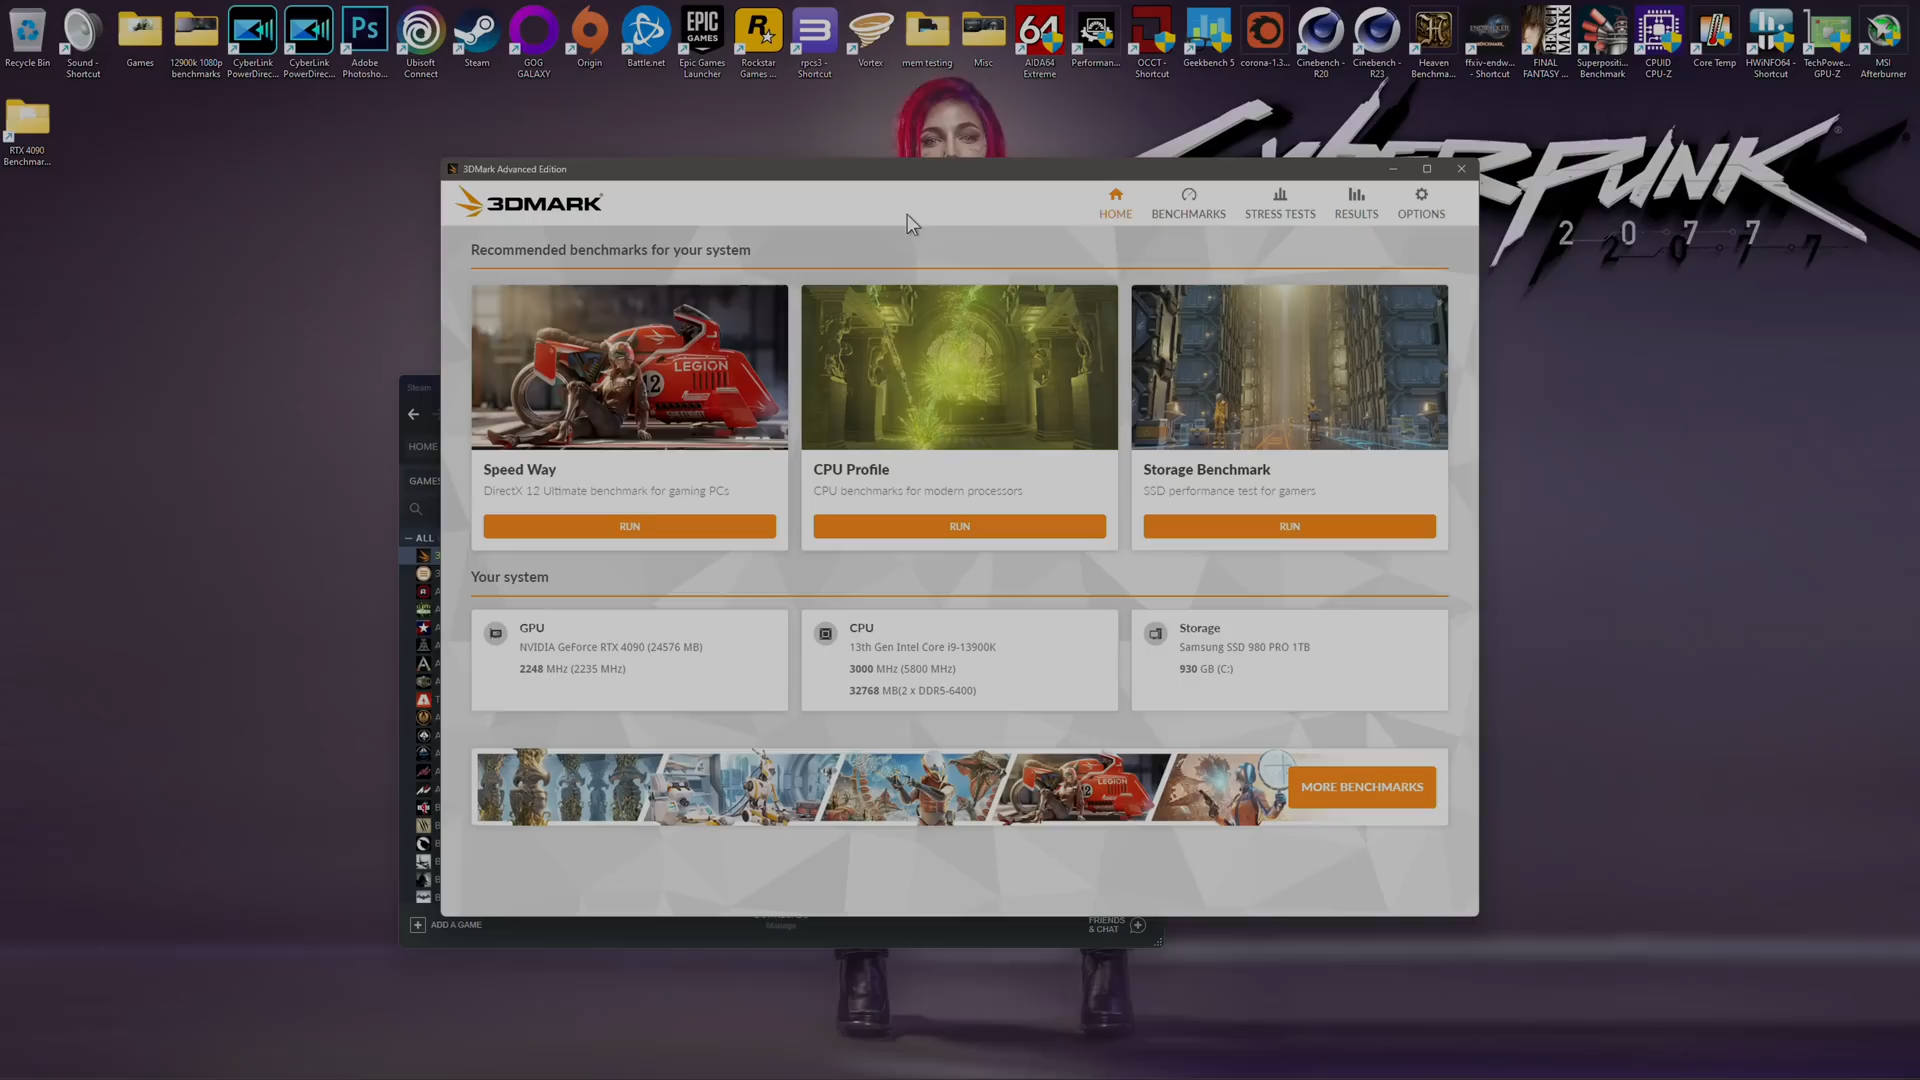 Recycle Bin
Sound - Shortcut
Games
12900k 1080p benchmarks
CyberLink PowerDirec...
CyberLink PowerDirec...
Adobe Photosho...
Ubisoft Connect
Steam
GOG GALAXY
Origin
Battle.net
Epic Games Launcher
Rockstar Games ...
rpcs3 - Shortcut
Vortex
mem testing
Misc
AIDA64 Extreme
Performan...
OCCT - Shortcut
Geekbench 5
corona-1.3...
Cinebench - R20
Cinebench - R23
Heaven Benchma...
ffxiv-endw... - Shortcut
FINAL FANTASY ...
Superpositi... Benchmark
CPUID CPU-Z
Core Temp
HWiNFO64 - Shortcut
TechPowe... GPU-Z
MSI Afterburner
RTX 4090 Benchmar...
CYBERPUNK
2077
3DMark Advanced Edition
3DMARK
HOME
BENCHMARKS
STRESS TESTS
RESULTS
OPTIONS
Recommended benchmarks for your system
LEGION
12
Speed Way
DirectX 12 Ultimate benchmark for gaming PCs
RUN
CPU Profile
CPU benchmarks for modern processors
RUN
Storage Benchmark
SSD performance test for gamers
RUN
Your system
GPU
NVIDIA GeForce RTX 4090 (24576 MB)
2248 MHz (2235 MHz)
CPU
13th Gen Intel Core i9-13900K
3000 MHz (5800 MHz)
32768 MB(2 x DDR5-6400)
Storage
Samsung SSD 980 PRO 1TB
930 GB (C:)
LEGION
12
MORE BENCHMARKS
Steam
HOME
GAMES
ALL
ADD A GAME
Manage
FRIENDS
& CHAT